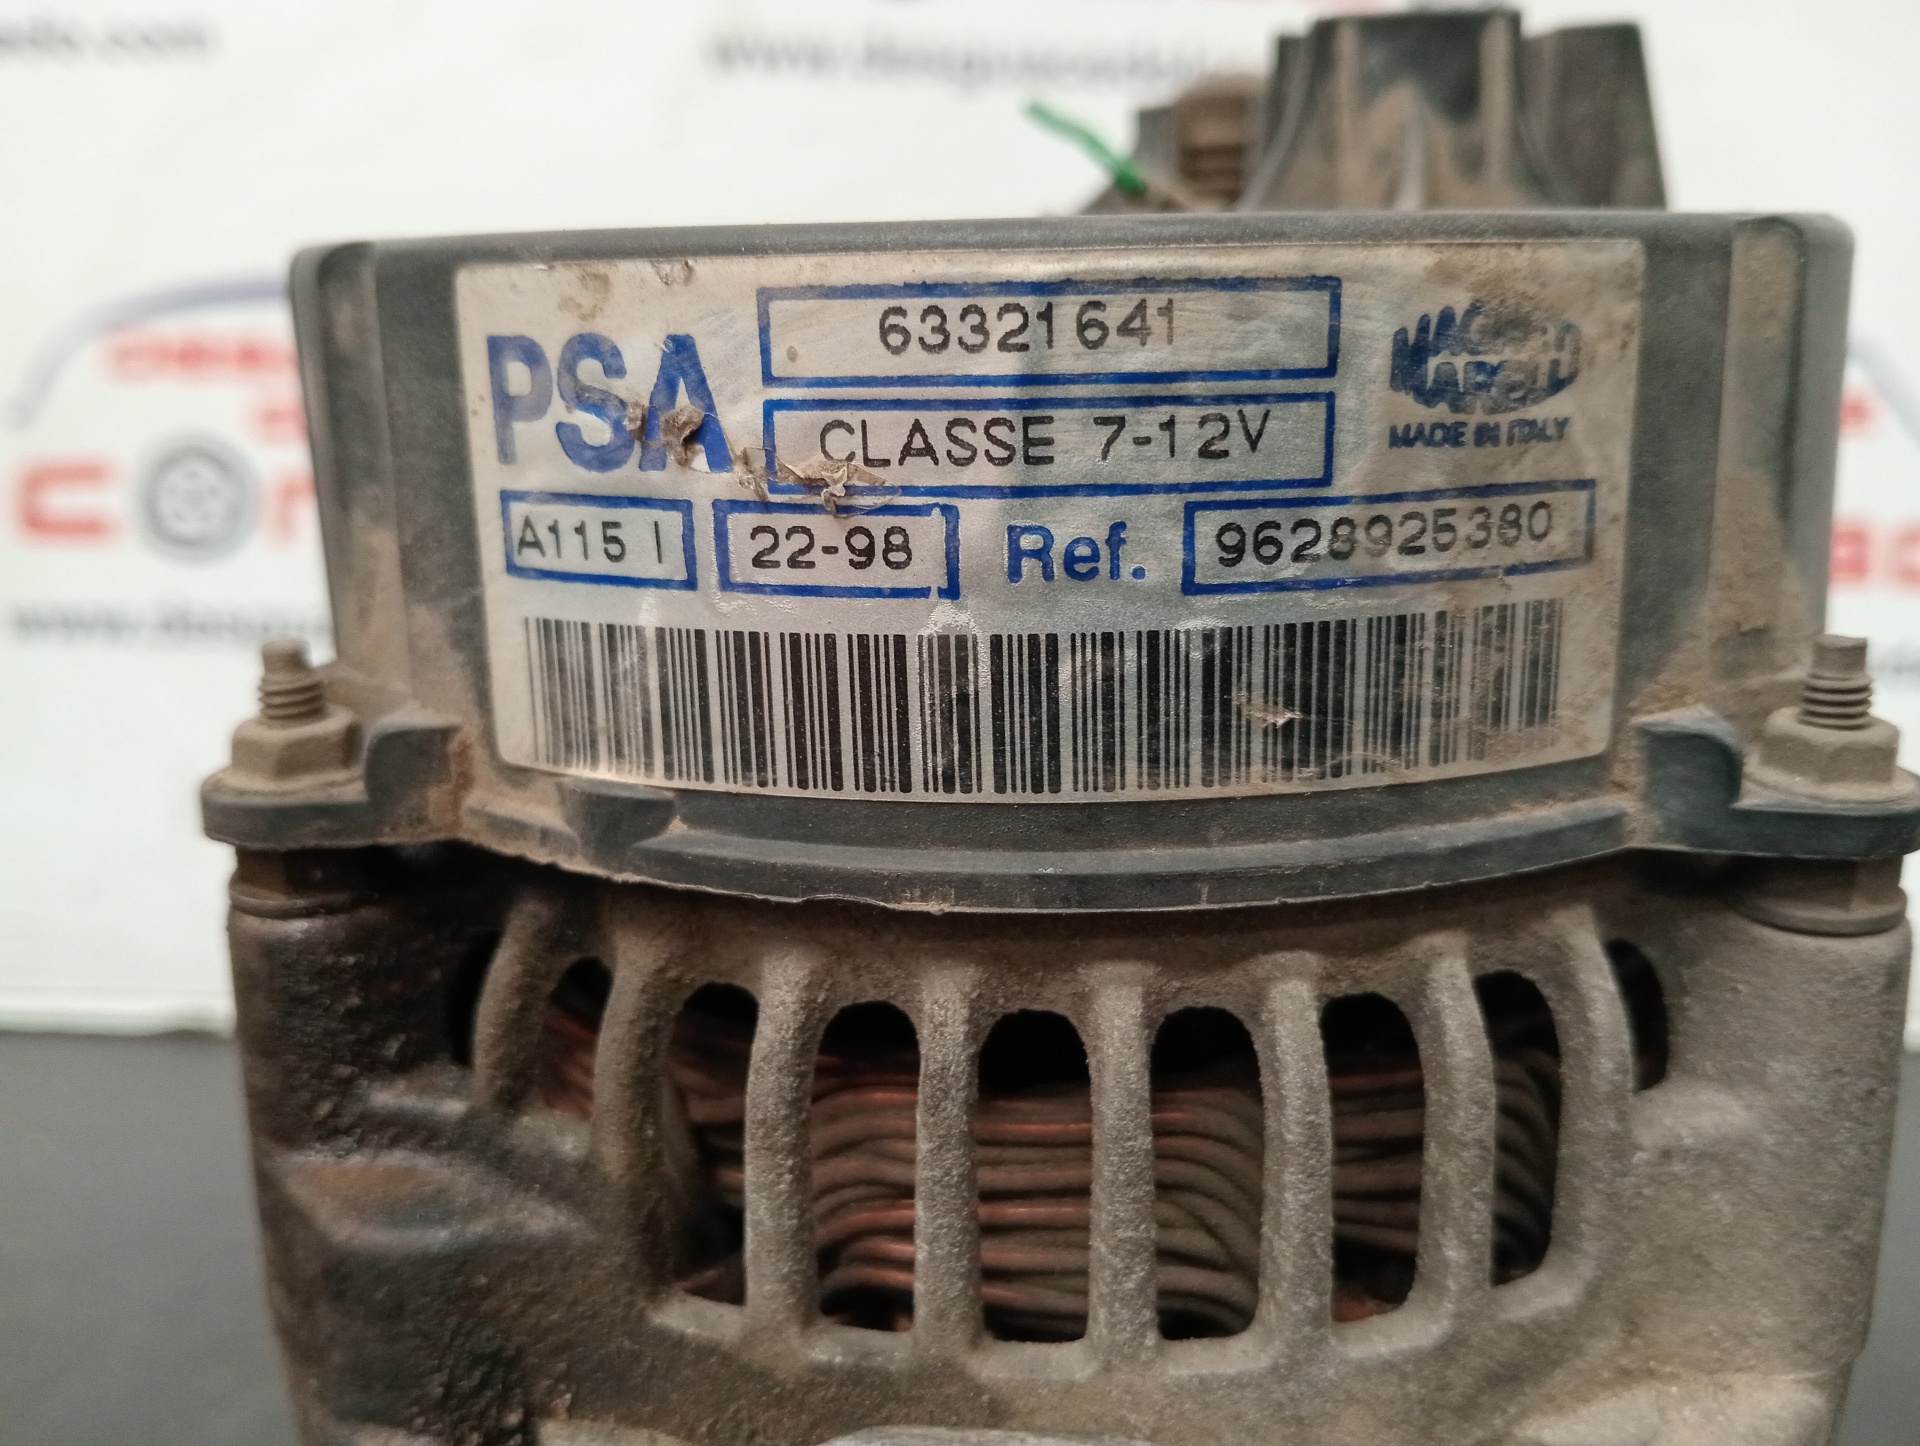 63321641
PSA
CLASSE 7-12V
MAGNETI
MARELLI
MADE IN ITALY
A115 I
22-98
Ref.
9628925380